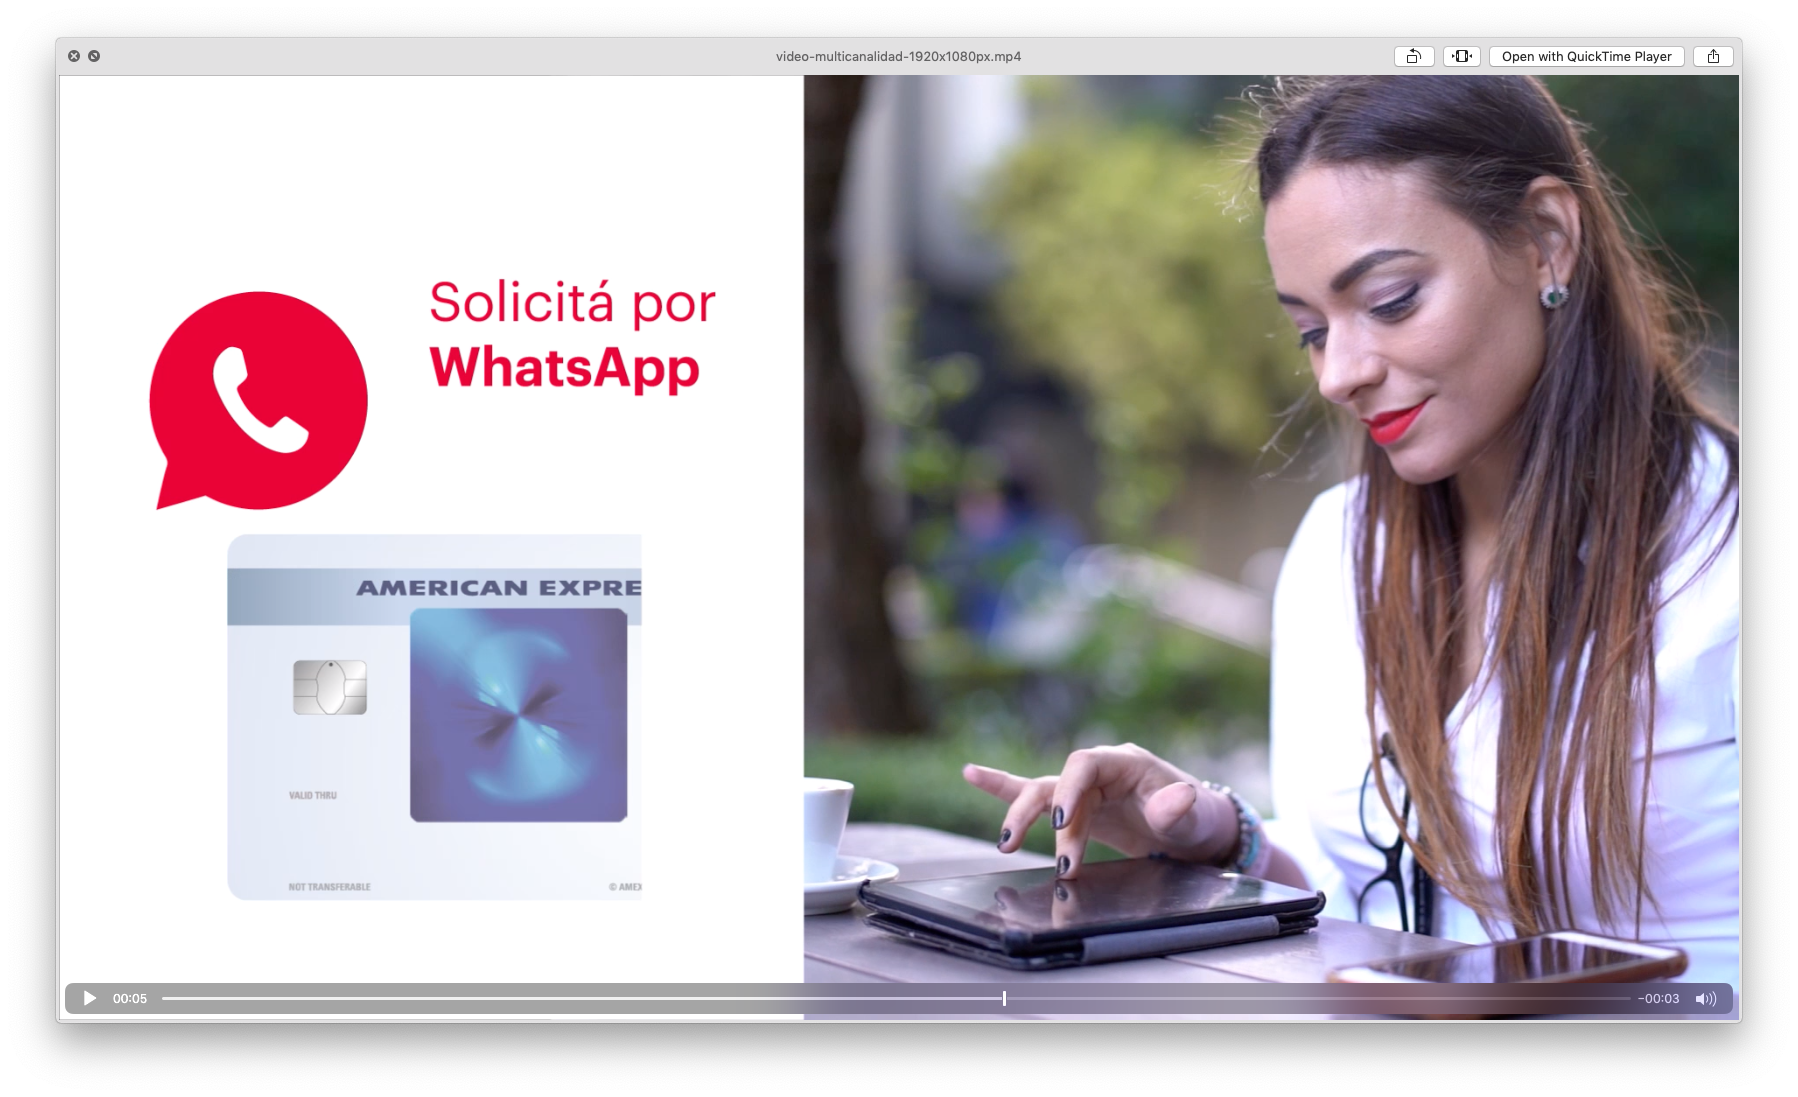 video-multicanalidad-1920x1080px.mp4
Open with QuickTime Player
Solicitá por
WhatsApp
AMERICAN EXPRE
VALID THRU
NOT TRANSFERABLE
© AMEX
00:05
-00:03